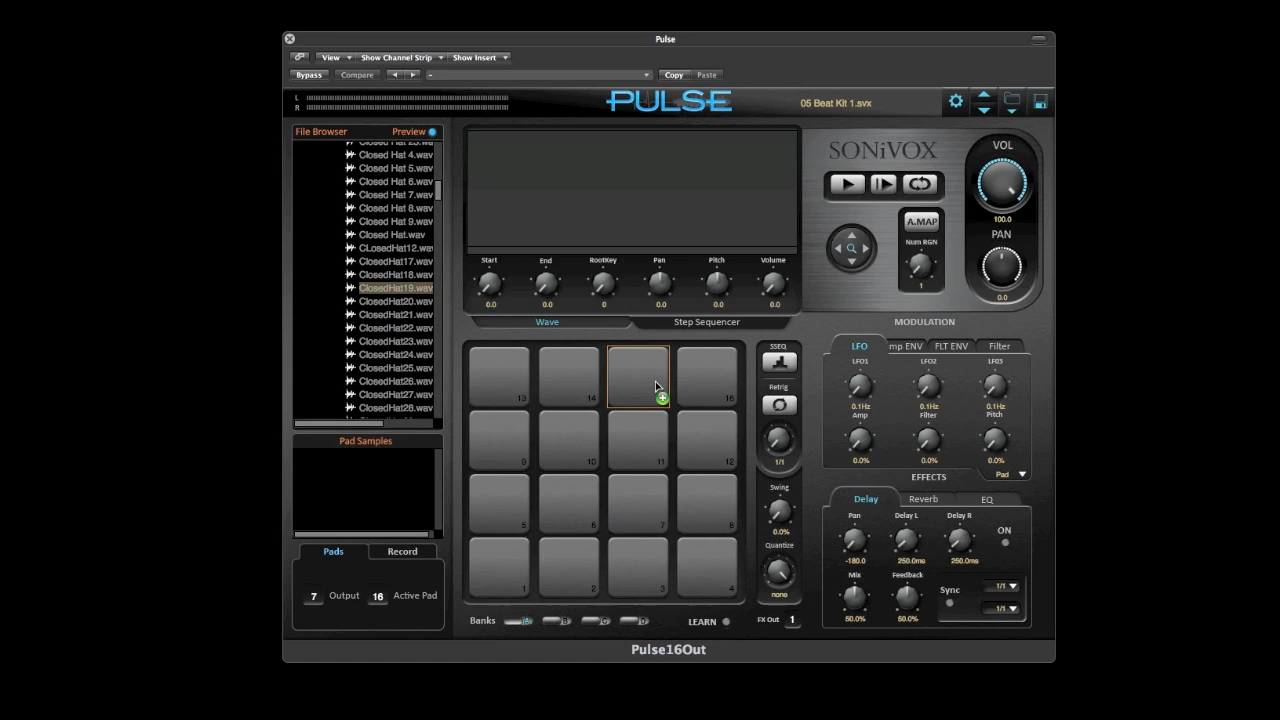 Pulse
View Show Channel Strip Show Insert
Bypass Compare - Copy Paste
L
R
PULSE
05 Beat Kit 1.svx
File Browser Preview
Closed Hat 4.wav
Closed Hat 5.wav
Closed Hat 6.wav
Closed Hat 7.wav
Closed Hat 8.wav
Closed Hat 9.wav
Closed Hat.wav
CLosedHat12.wav
ClosedHat17.wav
ClosedHat18.wav
ClosedHat19.wav
ClosedHat20.wav
ClosedHat21.wav
ClosedHat22.wav
ClosedHat23.wav
ClosedHat24.wav
ClosedHat25.wav
ClosedHat26.wav
ClosedHat27.wav
ClosedHat28.wav
Pad Samples
Pads Record
7 Output 16 Active Pad
Start End RootKey Pan Pitch Volume
0.0 0.0 0 0.0 0.0 0.0
Wave Step Sequencer
13 14 16
9 10 11 12
5 6 7 8
1 2 3 4
Banks A B C D LEARN
SSEQ
Retrig
1/1
Swing
0.0%
Quantize
none
FX Out 1
SONiVOX
A.MAP
Num RGN
1
VOL
100.0
PAN
0.0
MODULATION
LFO mp ENV FLT ENV Filter
LFO1 LFO2 LFO3
0.1Hz 0.1Hz 0.1Hz
Amp Filter Pitch
0.0% 0.0% 0.0%
Pad
EFFECTS
Delay Reverb EQ
Pan Delay L Delay R
ON
-180.0 250.0ms 250.0ms
Mix Feedback
Sync 1/1
1/1
50.0% 50.0%
Pulse16Out